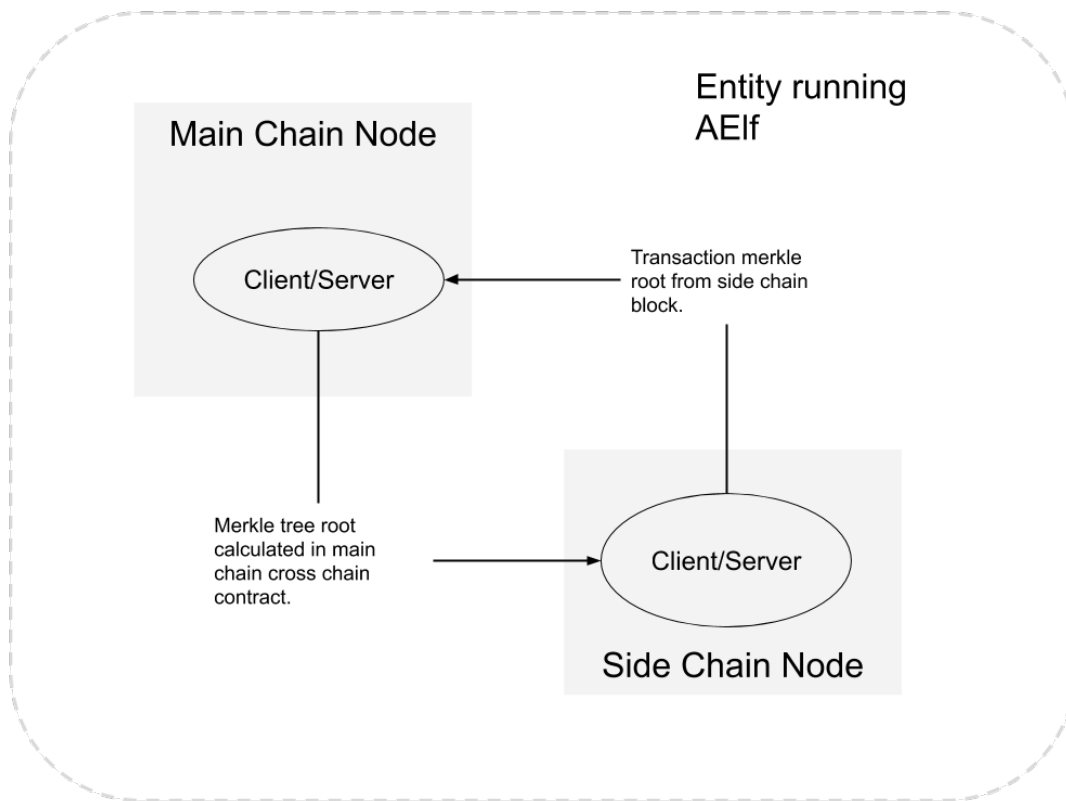 Entity running
AElf
Main Chain Node
Client/Server
Transaction merkle
root from side chain
block.
Merkle tree root
calculated in main
chain cross chain
contract.
Client/Server
Side Chain Node